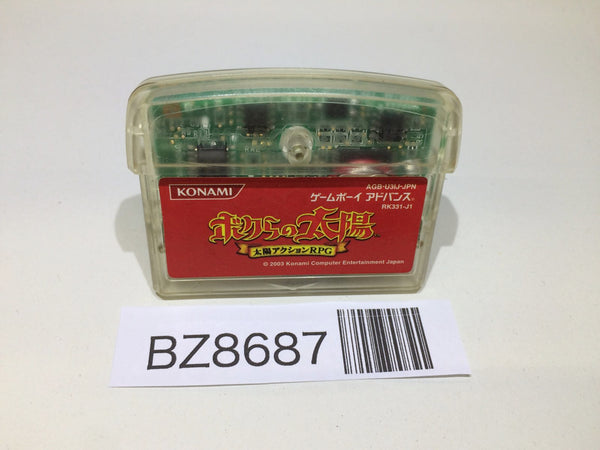 KONAMI
AGB-U3IJ-JPN
ゲームボーイ アドバンス
RK331-J1
ボクらの太陽
太陽アクションRPG
© 2003 Konami Computer Entertainment Japan
BZ8687